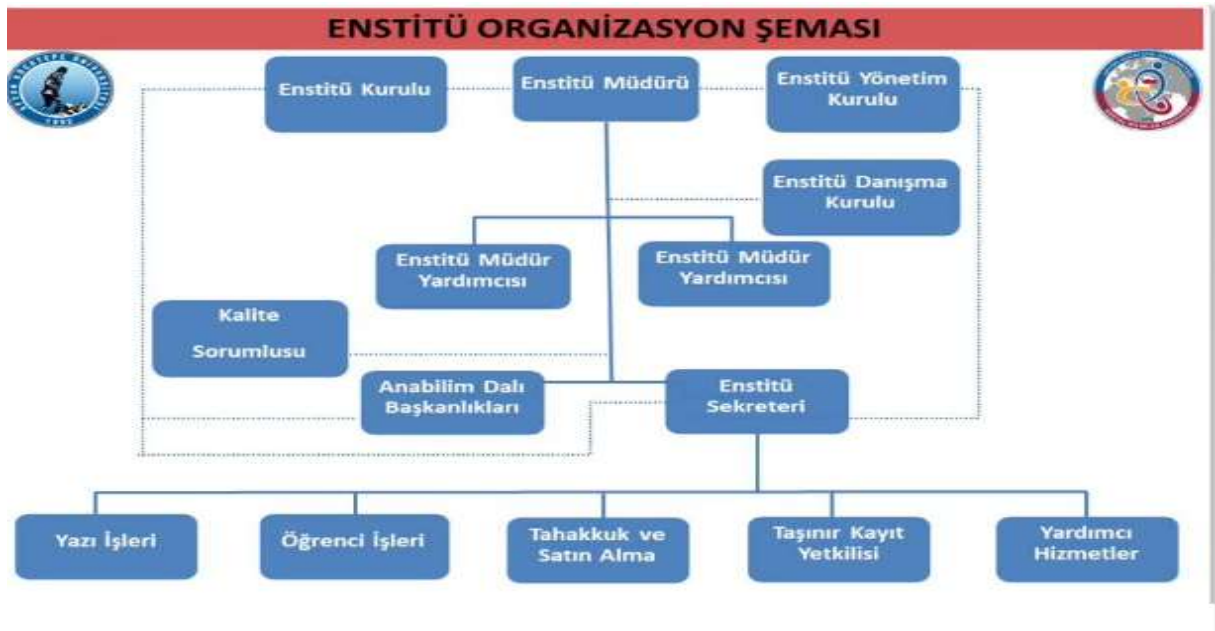 ENSTİTÜ ORGANİZASYON ŞEMASI
Enstitü Kurulu
Enstitü Müdürü
Enstitü Yönetim
Kurulu
1992
Enstitü Danışma
Kurulu
Enstitü Müdür
Yardımcısı
Enstitü Müdür
Yardımcısı
Kalite
Sorumlusu
Anabilim Dalı
Başkanlıkları
Enstitü
Sekreteri
Yazı İşleri
Öğrenci İşleri
Tahakkuk ve
Satın Alma
Taşınır Kayıt
Yetkilisi
Yardımcı
Hizmetler